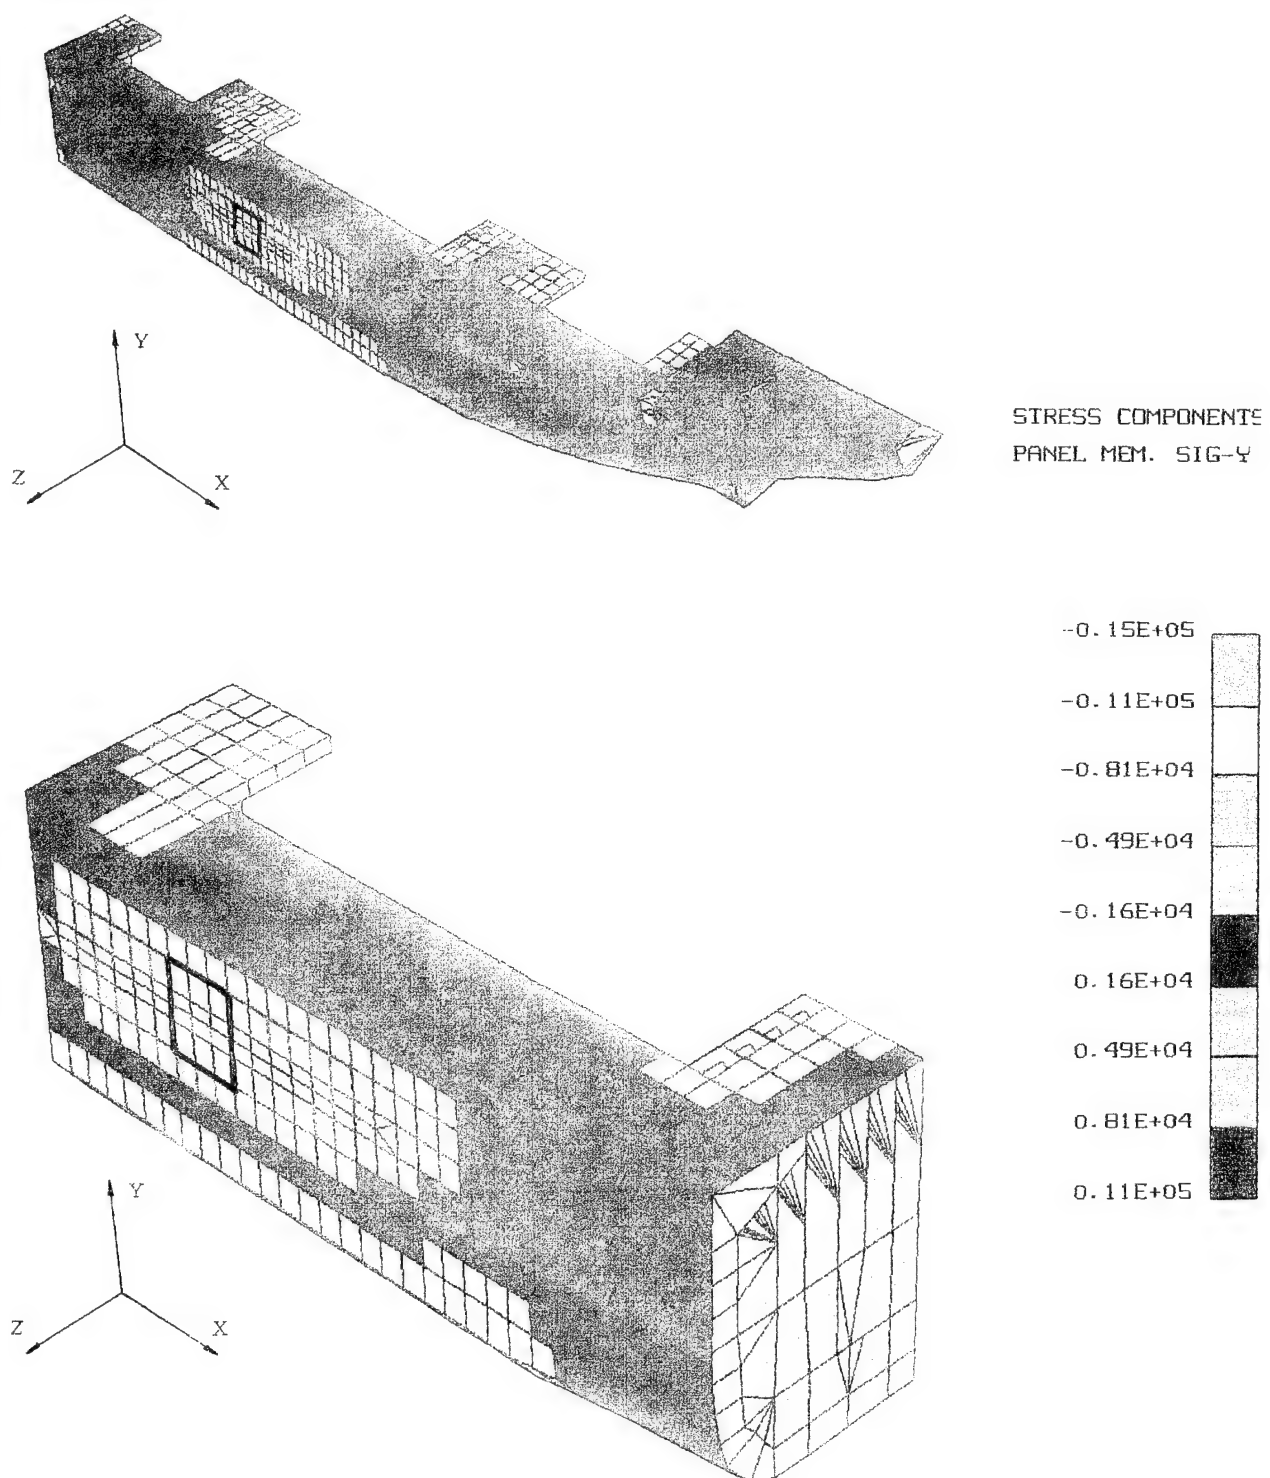 Y
Z
X
STRESS COMPONENTS
PANEL MEM. SIG-Y
-0.15E+05
-0.11E+05
-0.81E+04
-0.49E+04
-0.16E+04
0.16E+04
0.49E+04
0.81E+04
0.11E+05
Y
Z
X